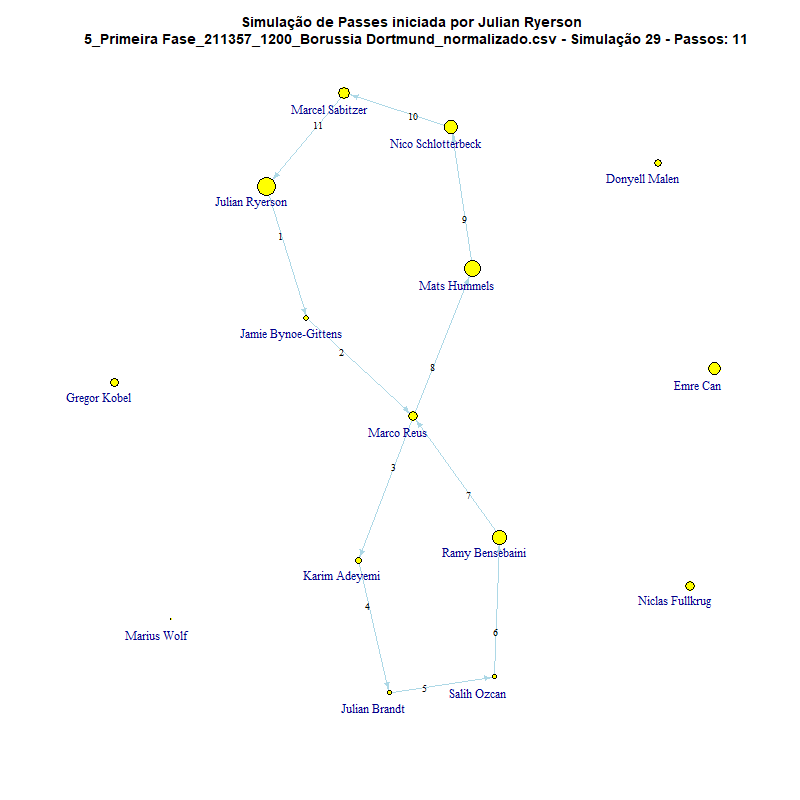 Simulação de Passes iniciada por Julian Ryerson
5_Primeira Fase_211357_1200_Borussia Dortmund_normalizado.csv - Simulação 29 - Passos: 11
Marcel Sabitzer
10
11
Nico Schlotterbeck
Donyell Malen
Julian Ryerson
9
1
Mats Hummels
Jamie Bynoe-Gittens
2
8
Emre Can
Gregor Kobel
Marco Reus
3
7
Ramy Bensebaini
Karim Adeyemi
Niclas Fullkrug
4
6
Marius Wolf
5
Salih Ozcan
Julian Brandt